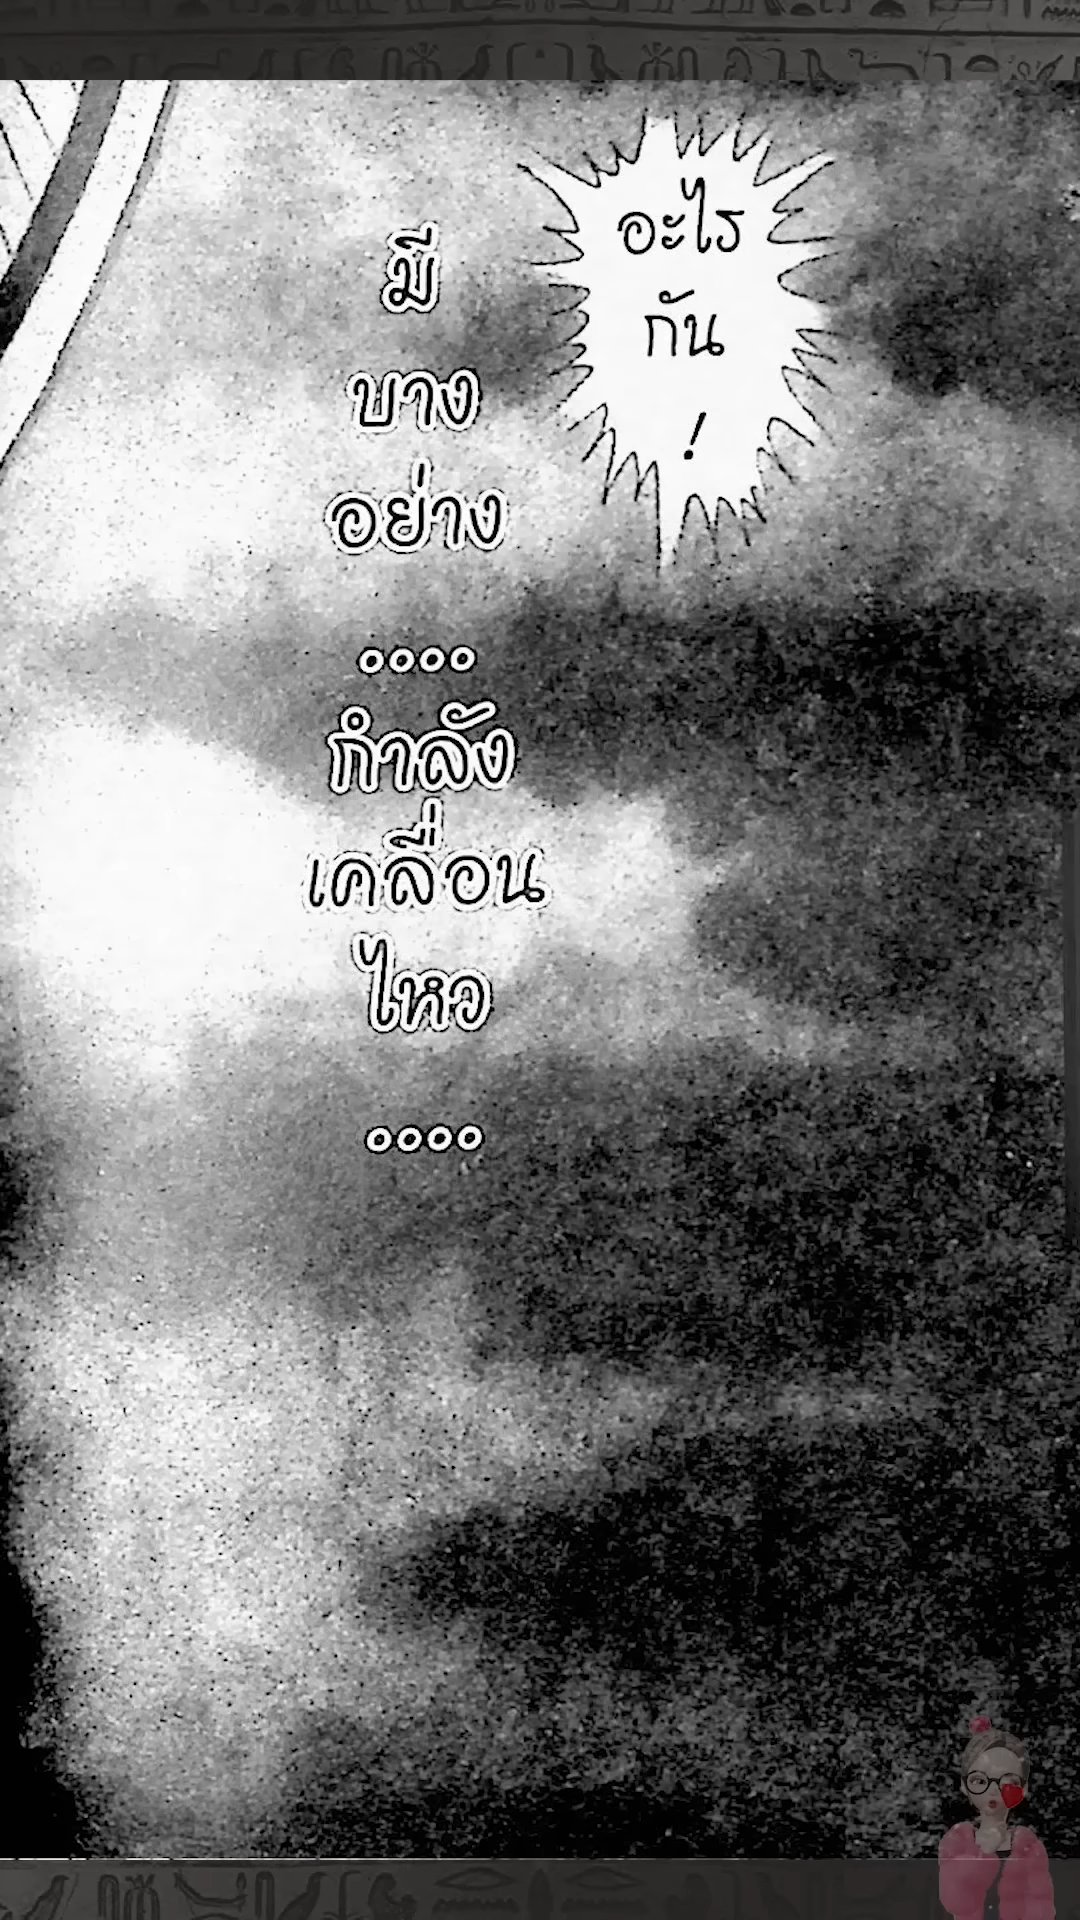 อะไร
กัน
!
มี
บาง
อย่าง
....
กำลัง
เคลื่อน
ไหว
....